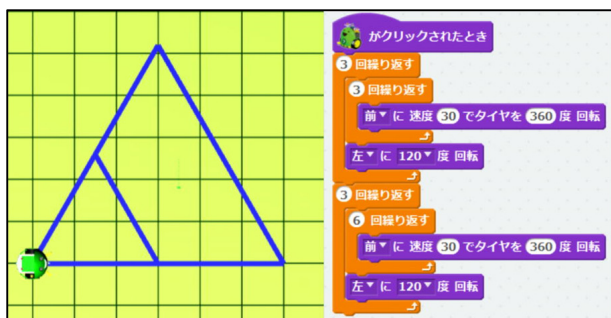 がクリックされたとき
3 回繰り返す
3 回繰り返す
前 に 速度 30 でタイヤを 360 度 回転
左 に 120 度 回転
3 回繰り返す
6 回繰り返す
前 に 速度 30 でタイヤを 360 度 回転
左 に 120 度 回転